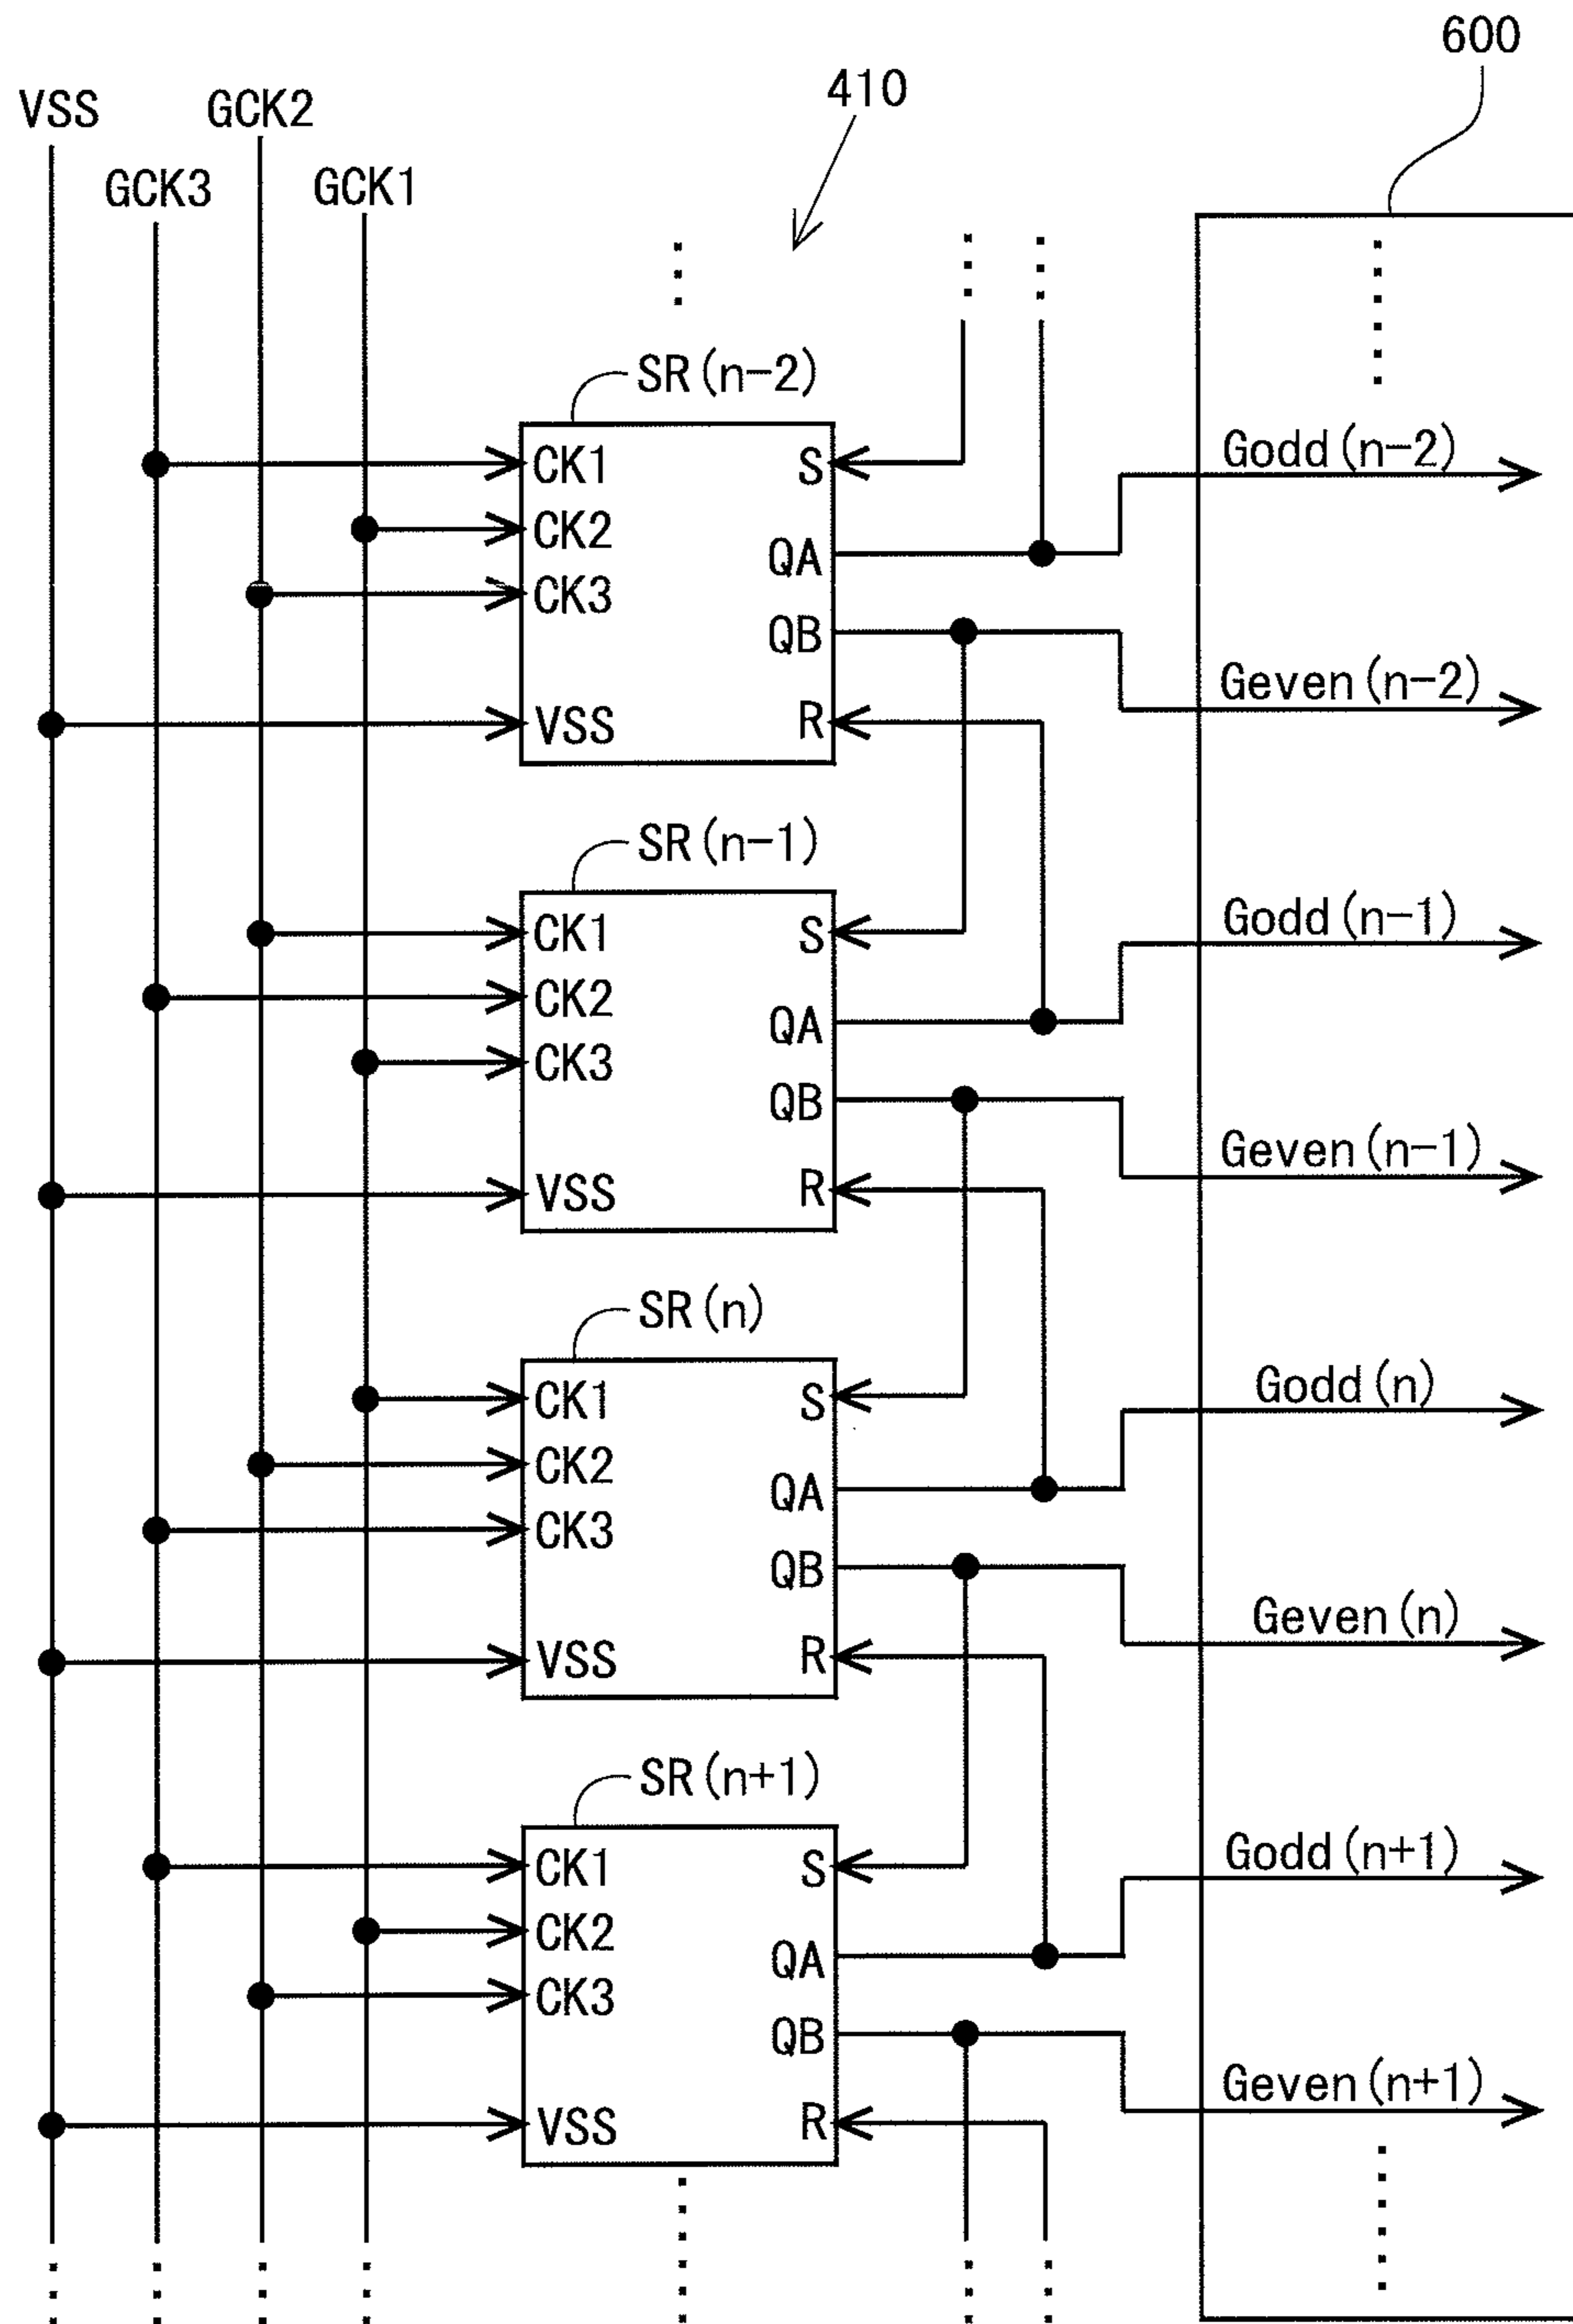 600
410
VSS
GCK2
GCK3
GCK1
SR(n-2)
CK1
S
Godd(n-2)
CK2
QA
CK3
QB
Geven(n-2)
VSS
R
SR(n-1)
CK1
S
Godd(n-1)
CK2
QA
CK3
QB
Geven(n-1)
VSS
R
SR(n)
CK1
S
Godd(n)
CK2
QA
CK3
QB
Geven(n)
VSS
R
SR(n+1)
CK1
S
Godd(n+1)
CK2
QA
CK3
QB
Geven(n+1)
VSS
R